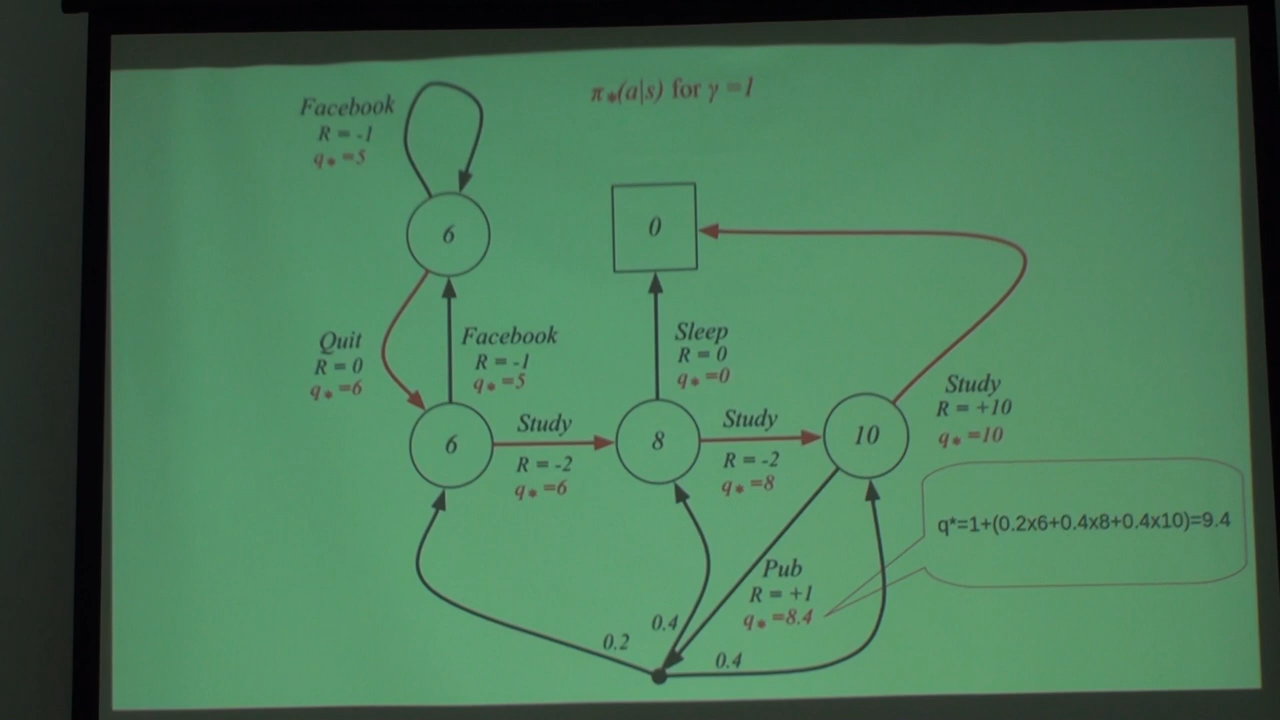 π*(a|s) for γ =1
Facebook
R = -1
q* =5
6
0
Quit
R = 0
q* =6
Facebook
R = -1
q* =5
Sleep
R = 0
q* =0
Study
R = +10
q* =10
6
Study
R = -2
q* =6
8
Study
R = -2
q* =8
10
q*=1+(0.2x6+0.4x8+0.4x10)=9.4
Pub
R = +1
q* =8.4
0.2
0.4
0.4